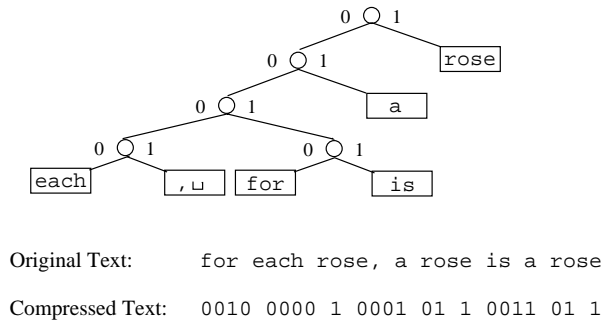 0 1
0 1
rose
0 1
a
0 1 0 1
each ,␣ for is
Original Text: for each rose, a rose is a rose
Compressed Text: 0010 0000 1 0001 01 1 0011 01 1